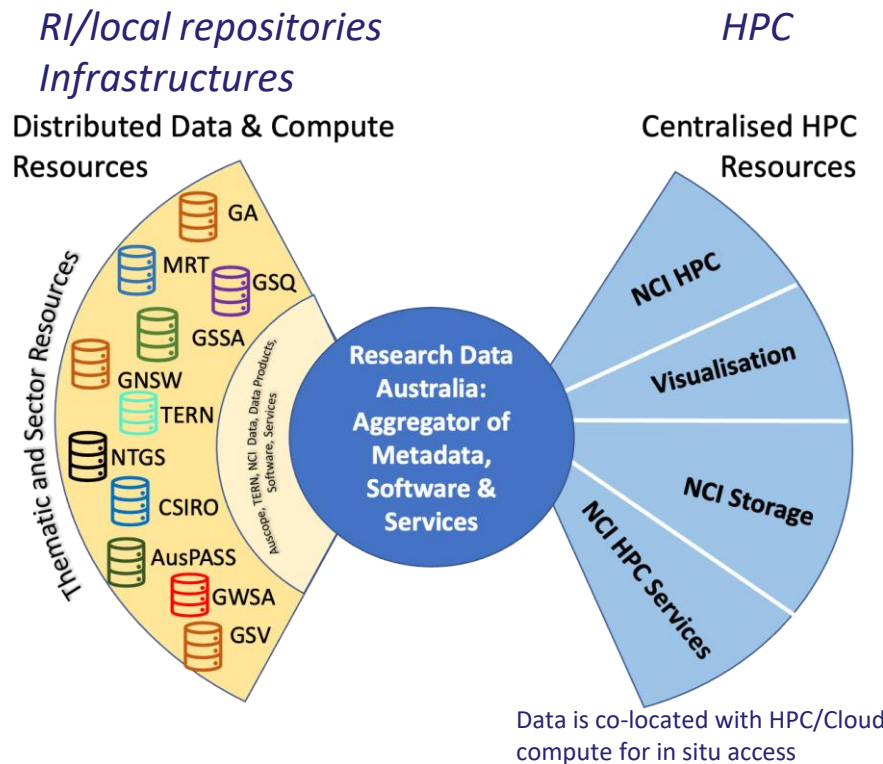 RI/local repositories
Infrastructures
HPC
Distributed Data & Compute
Resources
Centralised HPC
Resources
Thematic and Sector Resources
GA
MRT
GSQ
GSSA
GNSW
TERN
NTGS
CSIRO
AusPASS
GWSA
GSV
Auscope, TERN, NCI Data, Data Products,
Software, Services
Research Data
Australia:
Aggregator of
Metadata,
Software &
Services
NCI HPC
Visualisation
NCI Storage
NCI HPC Services
Data is co-located with HPC/Cloud
compute for in situ access